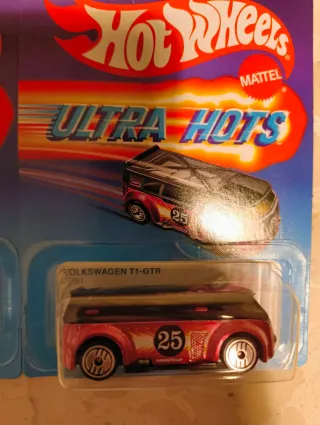 Hot Wheels
MATTEL
ULTRA HOTS
25
VOLKSWAGEN T1-GTR
25